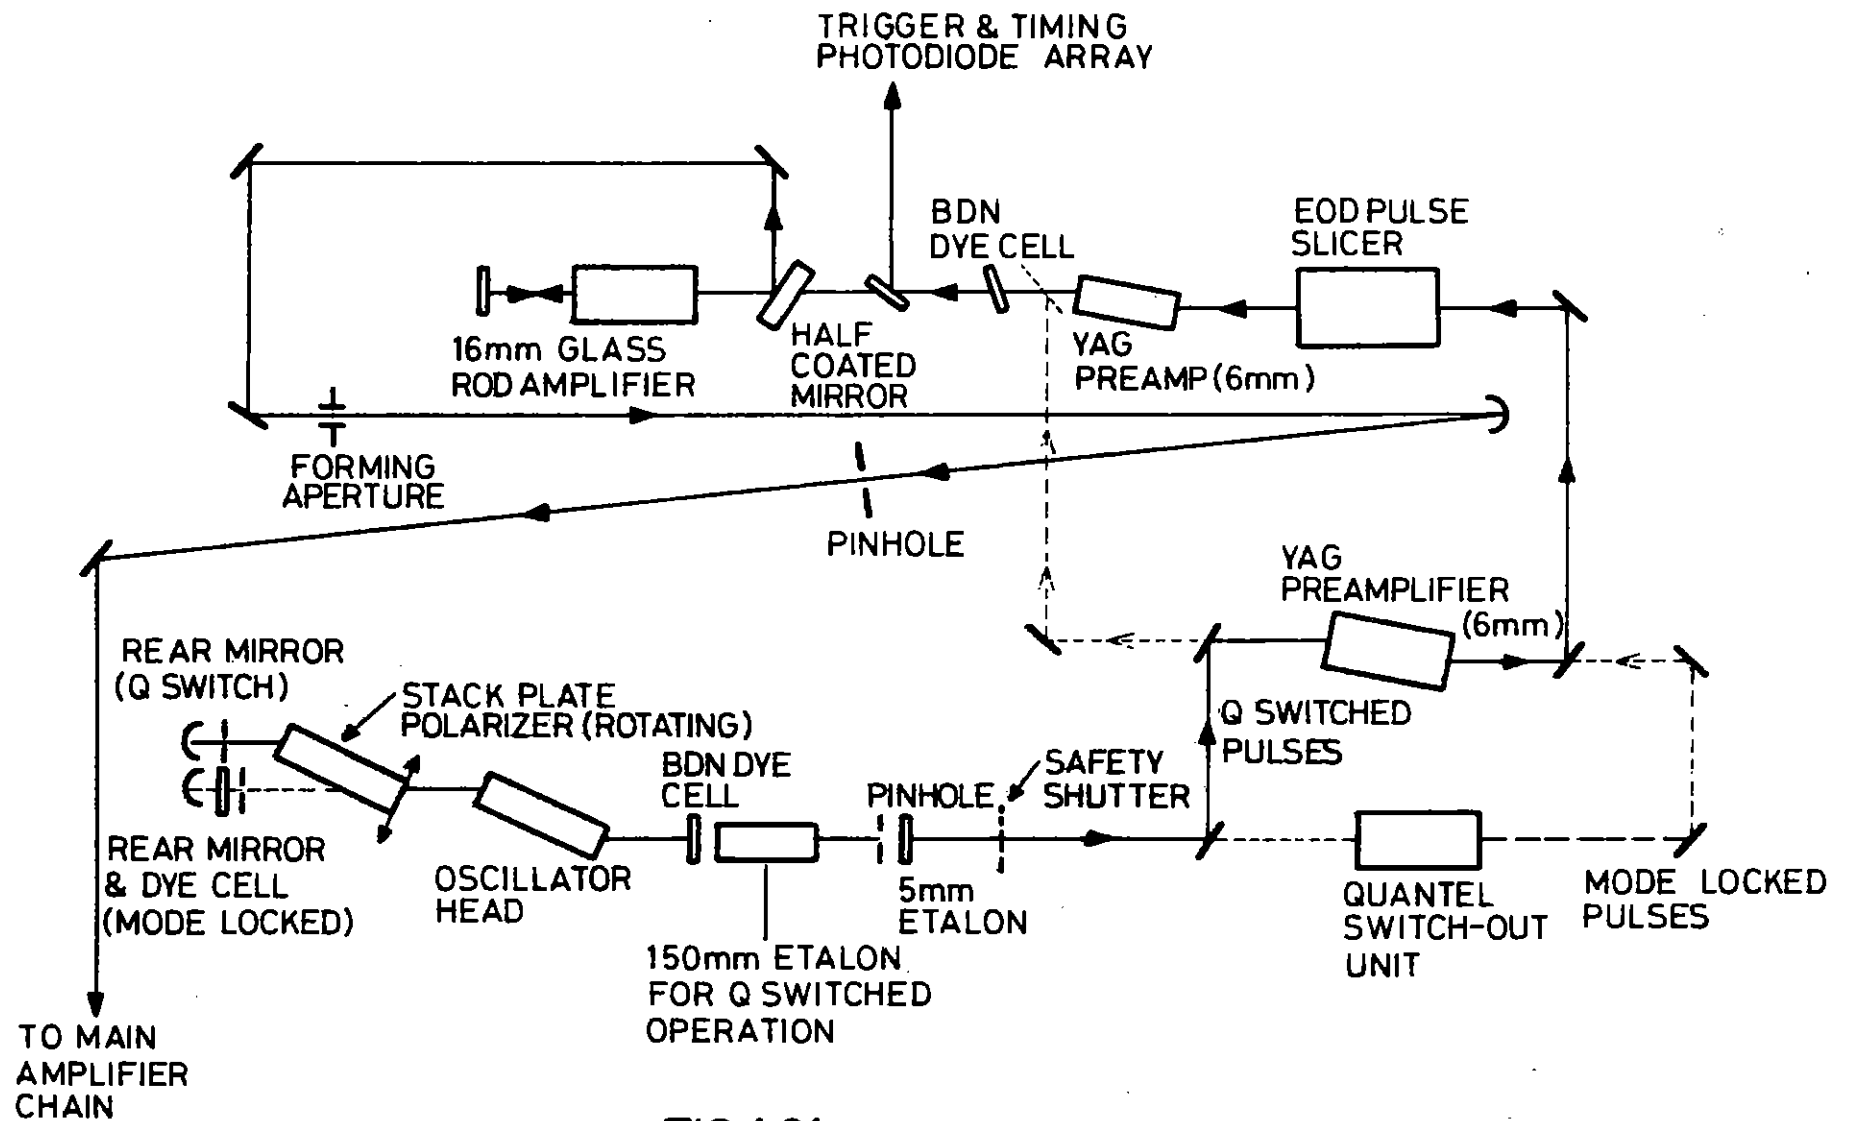 TRIGGER & TIMING
PHOTODIODE ARRAY
BDN
DYE CELL
EOD PULSE
SLICER
16mm GLASS
ROD AMPLIFIER
HALF
COATED
MIRROR
YAG
PREAMP (6mm)
FORMING
APERTURE
PINHOLE
YAG
PREAMPLIFIER
(6mm)
REAR MIRROR
(Q SWITCH)
STACK PLATE
POLARIZER (ROTATING)
Q SWITCHED
PULSES
BDN DYE
CELL
PINHOLE
SAFETY
SHUTTER
REAR MIRROR
& DYE CELL
(MODE LOCKED)
OSCILLATOR
HEAD
5mm
ETALON
QUANTEL
SWITCH-OUT
UNIT
MODE LOCKED
PULSES
150mm ETALON
FOR Q SWITCHED
OPERATION
TO MAIN
AMPLIFIER
CHAIN